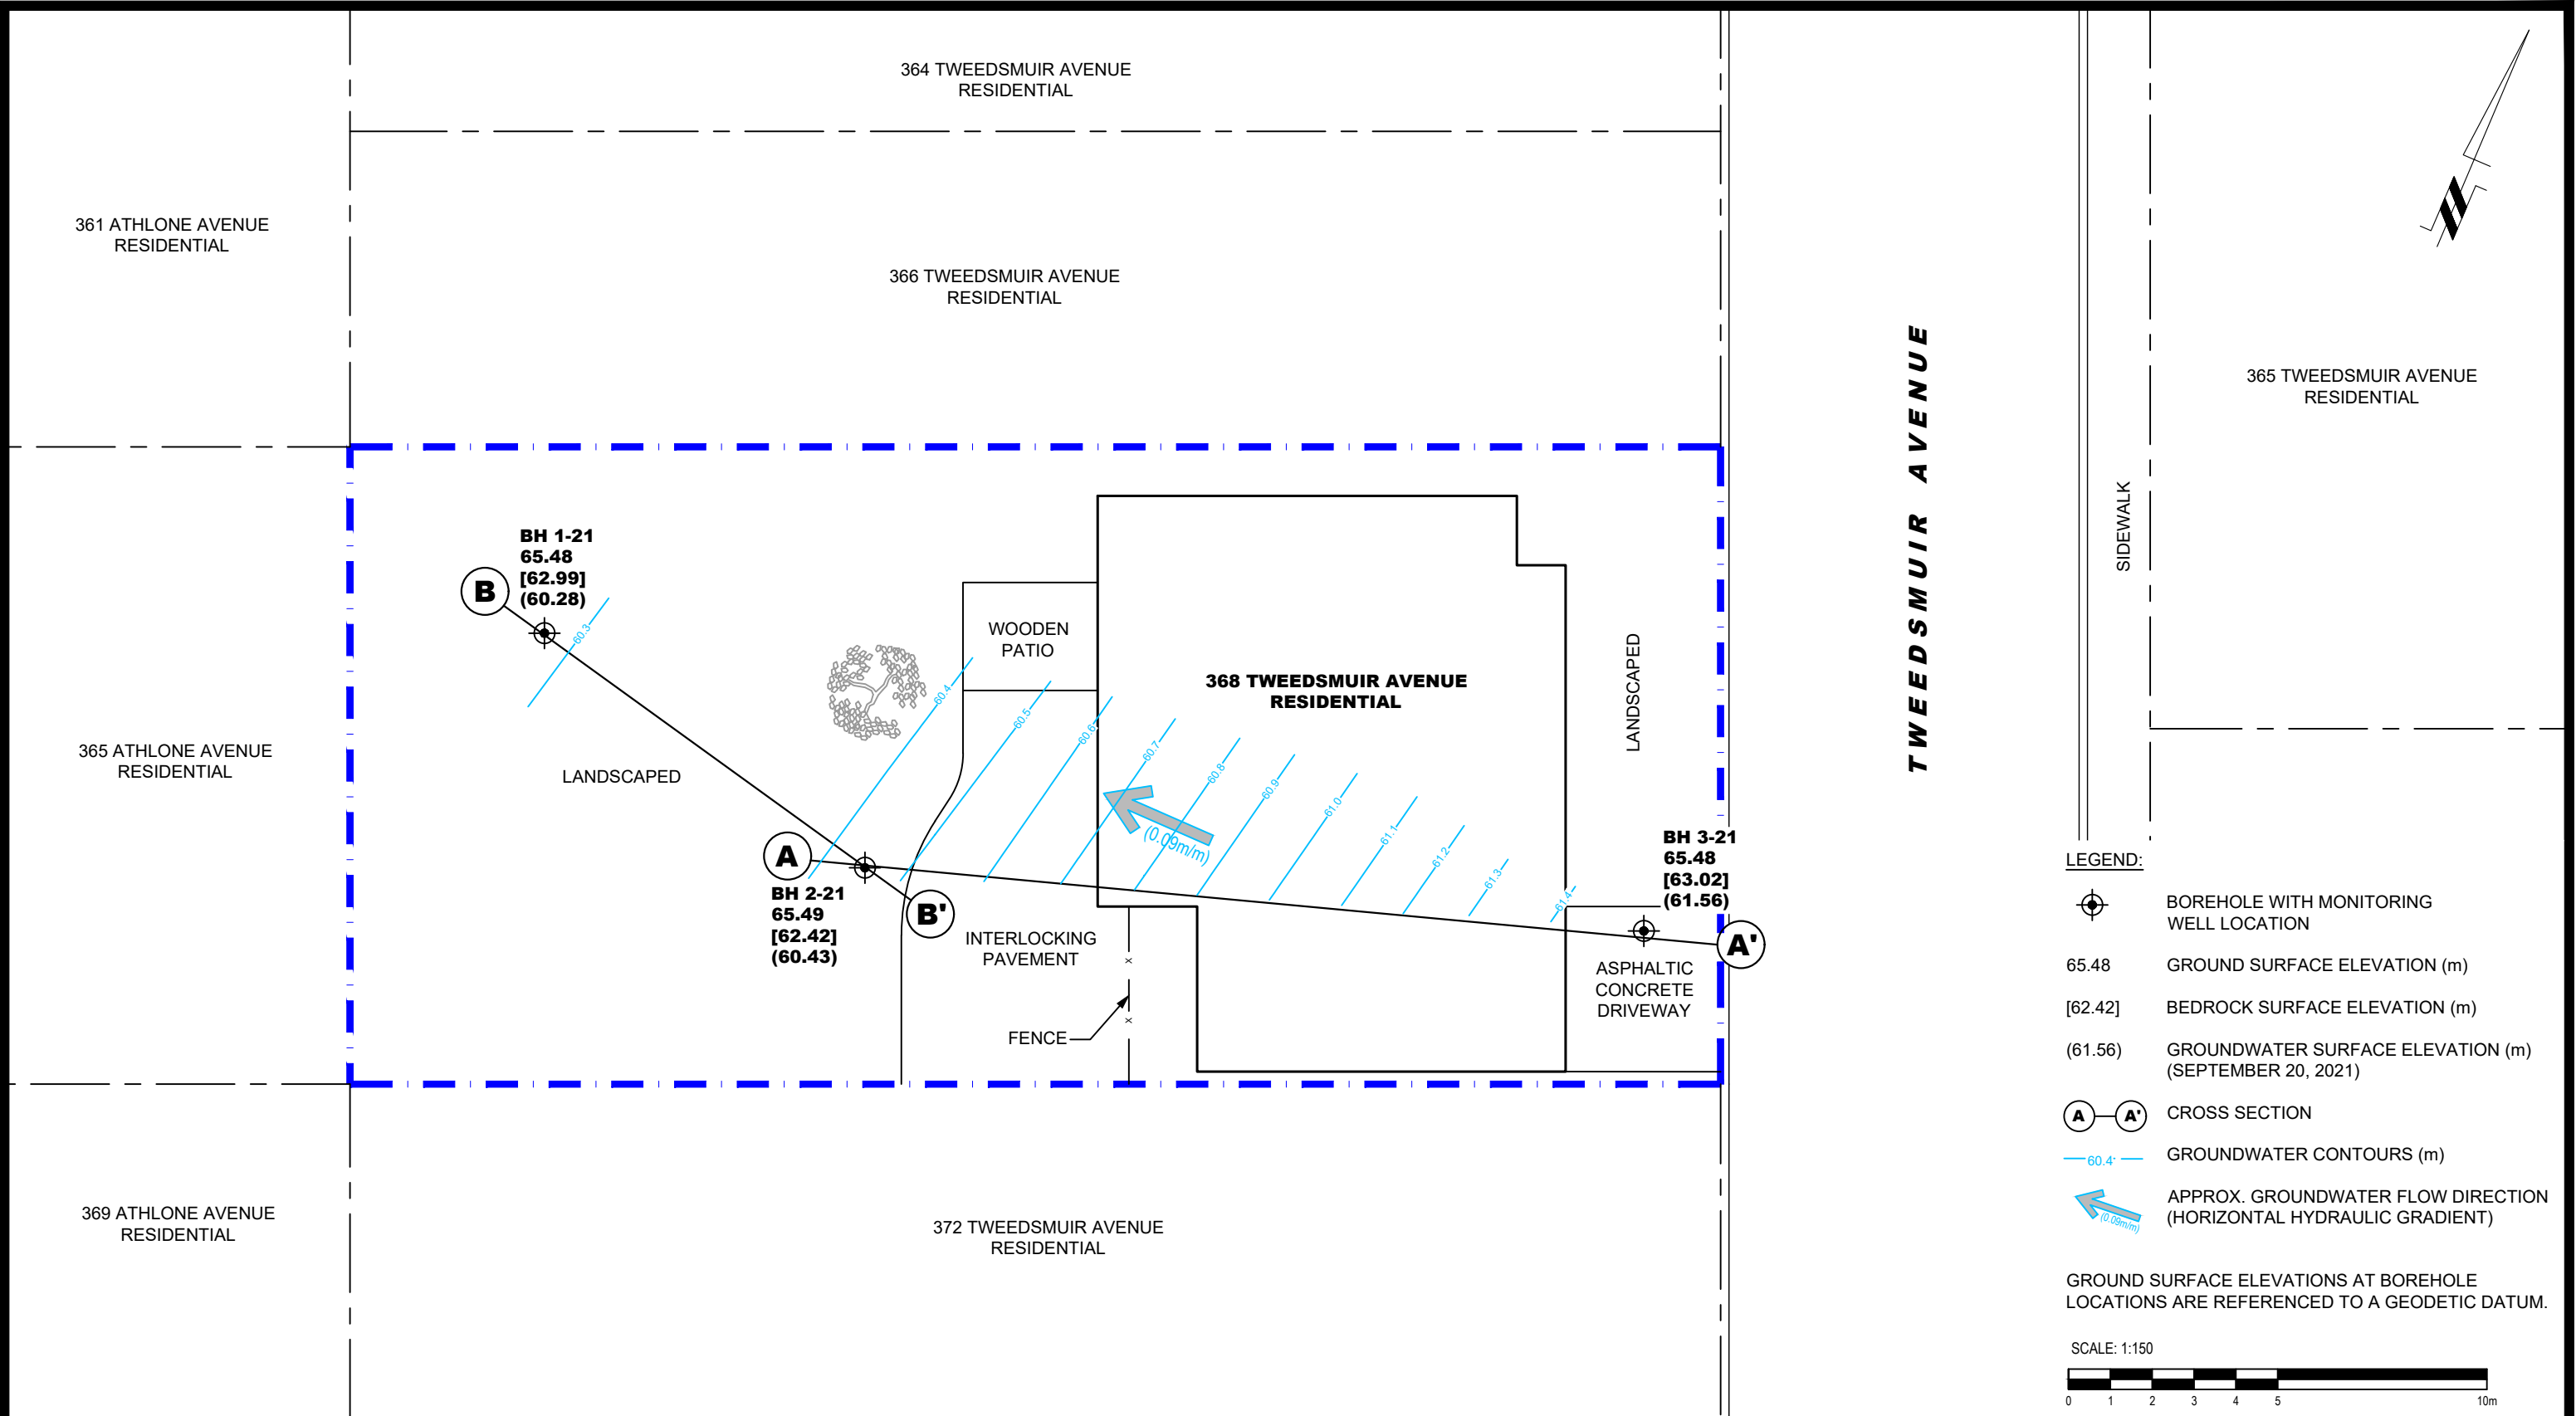 364 TWEEDSMUIR AVENUE
RESIDENTIAL
361 ATHLONE AVENUE
RESIDENTIAL
366 TWEEDSMUIR AVENUE
RESIDENTIAL
TWEEDSMUIR AVENUE
SIDEWALK
365 TWEEDSMUIR AVENUE
RESIDENTIAL
BH 1-21
65.48
[62.99]
(60.28)
B
60.3
WOODEN
PATIO
368 TWEEDSMUIR AVENUE
RESIDENTIAL
LANDSCAPED
365 ATHLONE AVENUE
RESIDENTIAL
LANDSCAPED
60.4
60.5
60.6
60.7
60.8
60.9
61.0
61.1
61.2
61.3
61.4
(0.09m/m)
A
BH 2-21
65.49
[62.42]
(60.43)
B'
INTERLOCKING
PAVEMENT
x
x
FENCE
BH 3-21
65.48
[63.02]
(61.56)
A'
ASPHALTIC
CONCRETE
DRIVEWAY
369 ATHLONE AVENUE
RESIDENTIAL
372 TWEEDSMUIR AVENUE
RESIDENTIAL
LEGEND:
BOREHOLE WITH MONITORING
WELL LOCATION
65.48 GROUND SURFACE ELEVATION (m)
[62.42] BEDROCK SURFACE ELEVATION (m)
(61.56) GROUNDWATER SURFACE ELEVATION (m)
(SEPTEMBER 20, 2021)
A A' CROSS SECTION
60.4 GROUNDWATER CONTOURS (m)
APPROX. GROUNDWATER FLOW DIRECTION
(0.09m/m) (HORIZONTAL HYDRAULIC GRADIENT)
GROUND SURFACE ELEVATIONS AT BOREHOLE
LOCATIONS ARE REFERENCED TO A GEODETIC DATUM.
SCALE: 1:150
0 1 2 3 4 5 10m